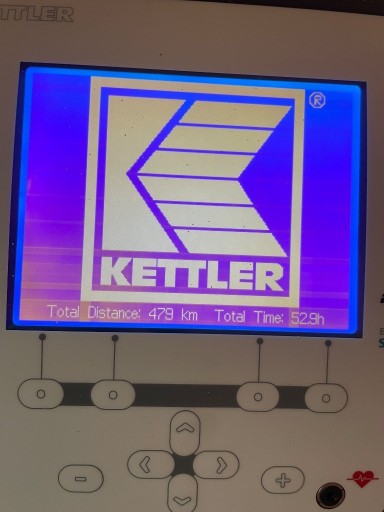 KETTLER
®
KETTLER
Total Distance: 479 km Total Time: 52.9h